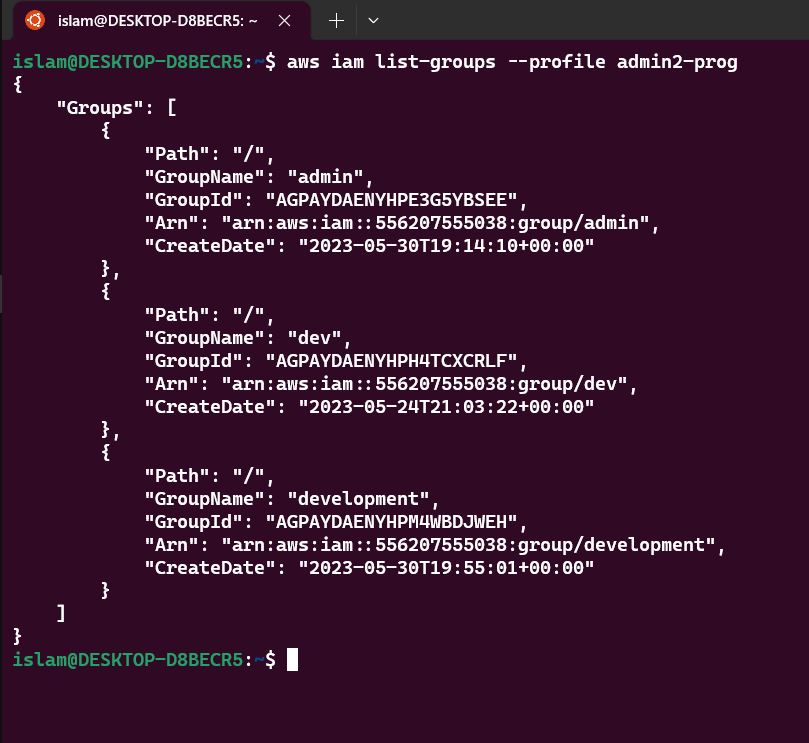 islam@DESKTOP-D8BECR5: ~
islam@DESKTOP-D8BECR5:~$ aws iam list-groups --profile admin2-prog
{
    "Groups": [
        {
            "Path": "/",
            "GroupName": "admin",
            "GroupId": "AGPAYDAENYHPE3G5YBSEE",
            "Arn": "arn:aws:iam::556207555038:group/admin",
            "CreateDate": "2023-05-30T19:14:10+00:00"
        },
        {
            "Path": "/",
            "GroupName": "dev",
            "GroupId": "AGPAYDAENYHPH4TCXCRLF",
            "Arn": "arn:aws:iam::556207555038:group/dev",
            "CreateDate": "2023-05-24T21:03:22+00:00"
        },
        {
            "Path": "/",
            "GroupName": "development",
            "GroupId": "AGPAYDAENYHPM4WBDJWEH",
            "Arn": "arn:aws:iam::556207555038:group/development",
            "CreateDate": "2023-05-30T19:55:01+00:00"
        }
    ]
}
islam@DESKTOP-D8BECR5:~$